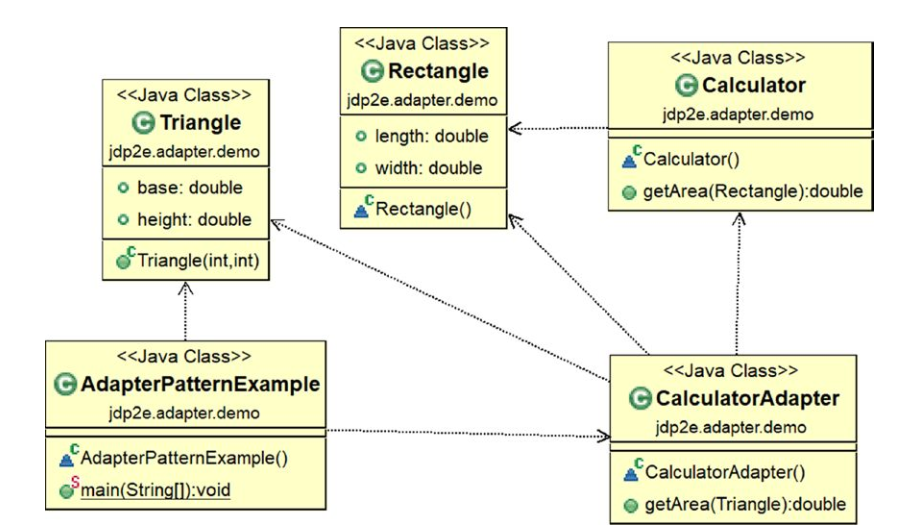 <<Java Class>>
Triangle
jdp2e.adapter.demo
base: double
height: double
Triangle(int,int)
<<Java Class>>
Rectangle
jdp2e.adapter.demo
length: double
width: double
Rectangle()
<<Java Class>>
Calculator
jdp2e.adapter.demo
Calculator()
getArea(Rectangle):double
<<Java Class>>
AdapterPatternExample
jdp2e.adapter.demo
AdapterPatternExample()
main(String[]):void
<<Java Class>>
CalculatorAdapter
jdp2e.adapter.demo
CalculatorAdapter()
getArea(Triangle):double